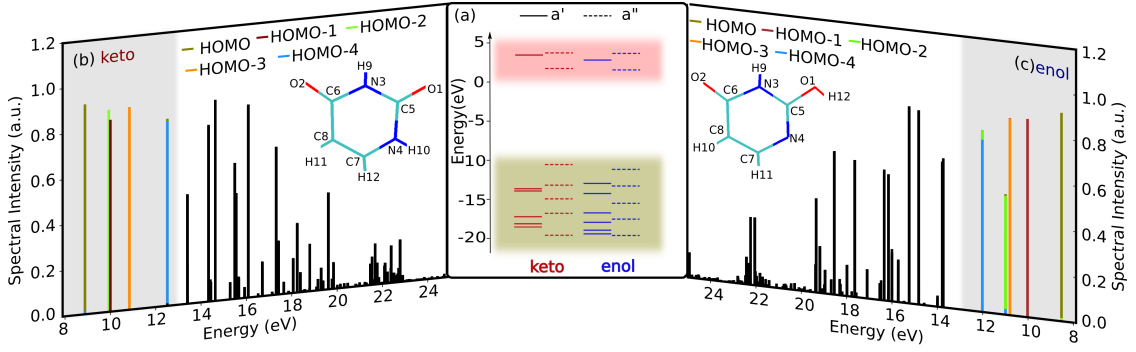 (b) keto
HOMO
HOMO-1
HOMO-2
HOMO-3
HOMO-4
H9
O2
N3
O1
C6
C5
C8
N4
H10
H11
C7
H12
Spectral Intensity (a.u.)
1.2
1.0
0.8
0.6
0.4
0.2
0.0
8 10 12 14 16 18 20 22 24
Energy (eV)
(a)
a' a"
Energy(eV)
5
0
−5
−10
−15
−20
keto enol
(c)enol
HOMO
HOMO-1
HOMO-2
HOMO-3
HOMO-4
H9
O2
O1
C6
N3
H12
C5
C8
N4
H10
C7
H11
Spectral Intensity (a.u.)
1.2
1.0
0.8
0.6
0.4
0.2
0.0
24 22 20 18 16 14 12 10 8
Energy (eV)